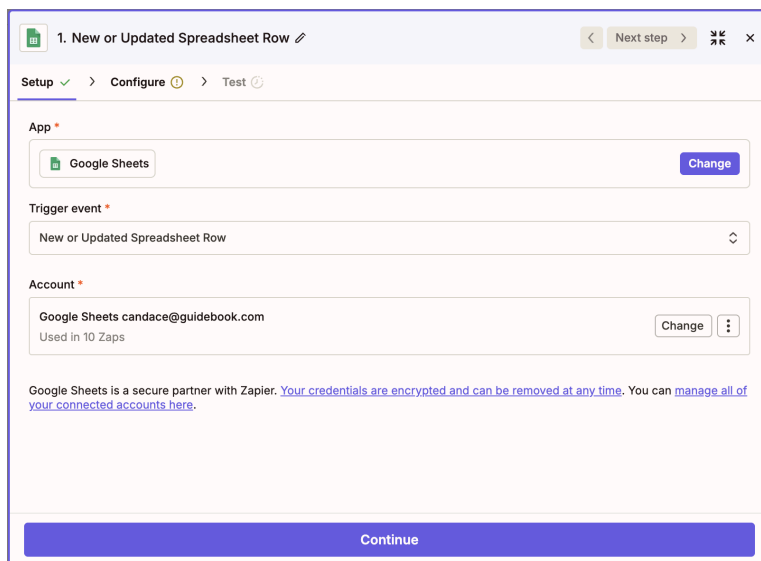 1. New or Updated Spreadsheet Row
Next step
Setup
Configure
Test
App *
Google Sheets
Change
Trigger event *
New or Updated Spreadsheet Row
Account *
Google Sheets candace@guidebook.com
Used in 10 Zaps
Change
Google Sheets is a secure partner with Zapier. Your credentials are encrypted and can be removed at any time. You can manage all of
your connected accounts here.
Continue